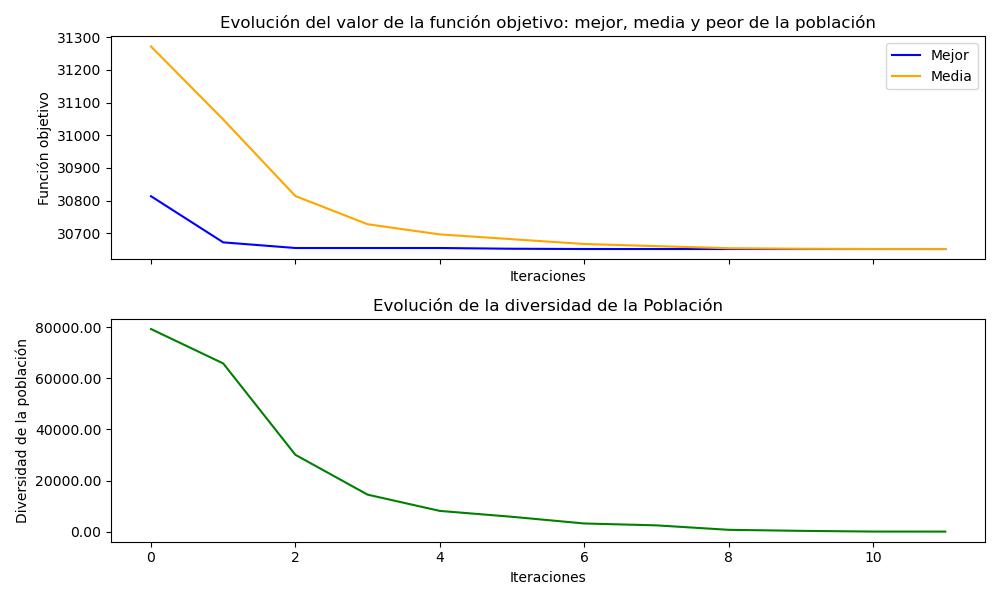 Evolución del valor de la función objetivo: mejor, media y peor de la población
31300
31200
31100
31000
30900
30800
30700
Función objetivo
Mejor
Media
Iteraciones
Evolución de la diversidad de la Población
80000.00
60000.00
40000.00
20000.00
0.00
Diversidad de la población
0 2 4 6 8 10
Iteraciones